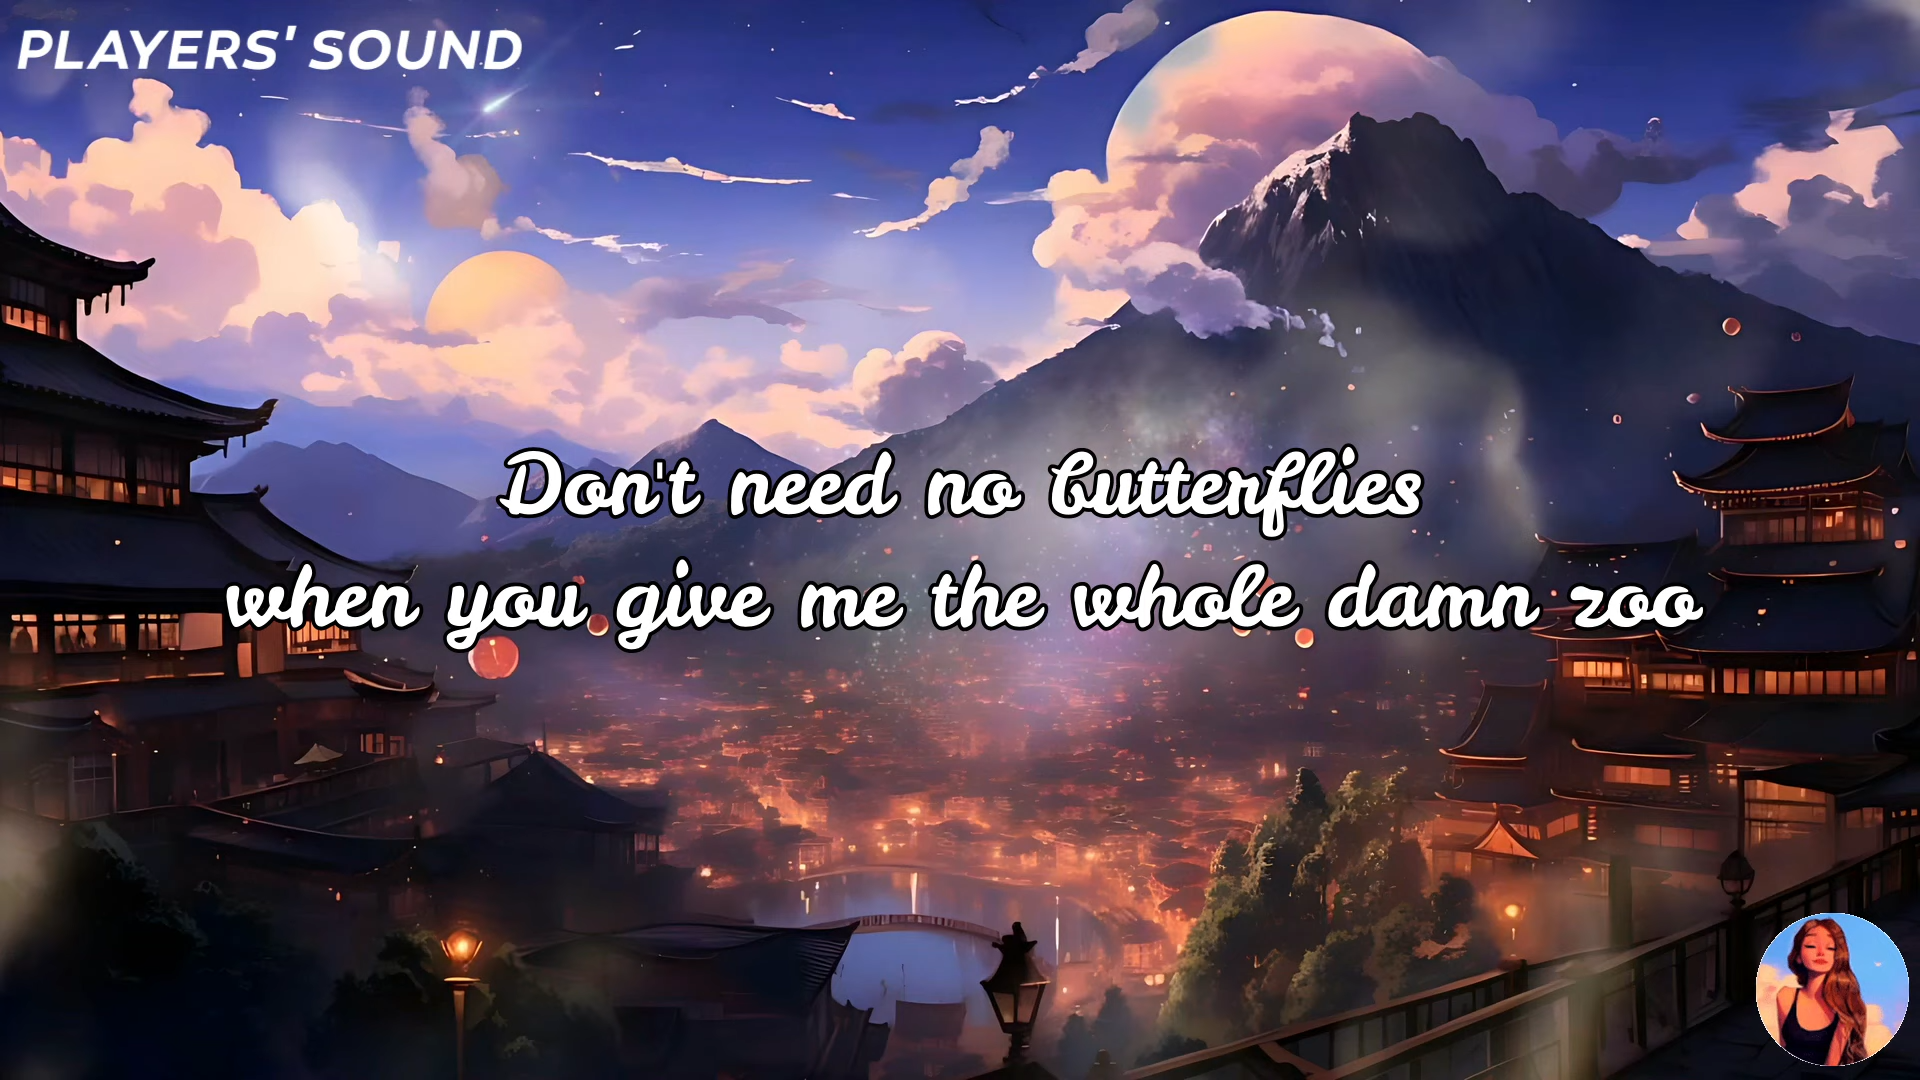 PLAYERS' SOUND
Don't need no butterflies
when you give me the whole damn zoo